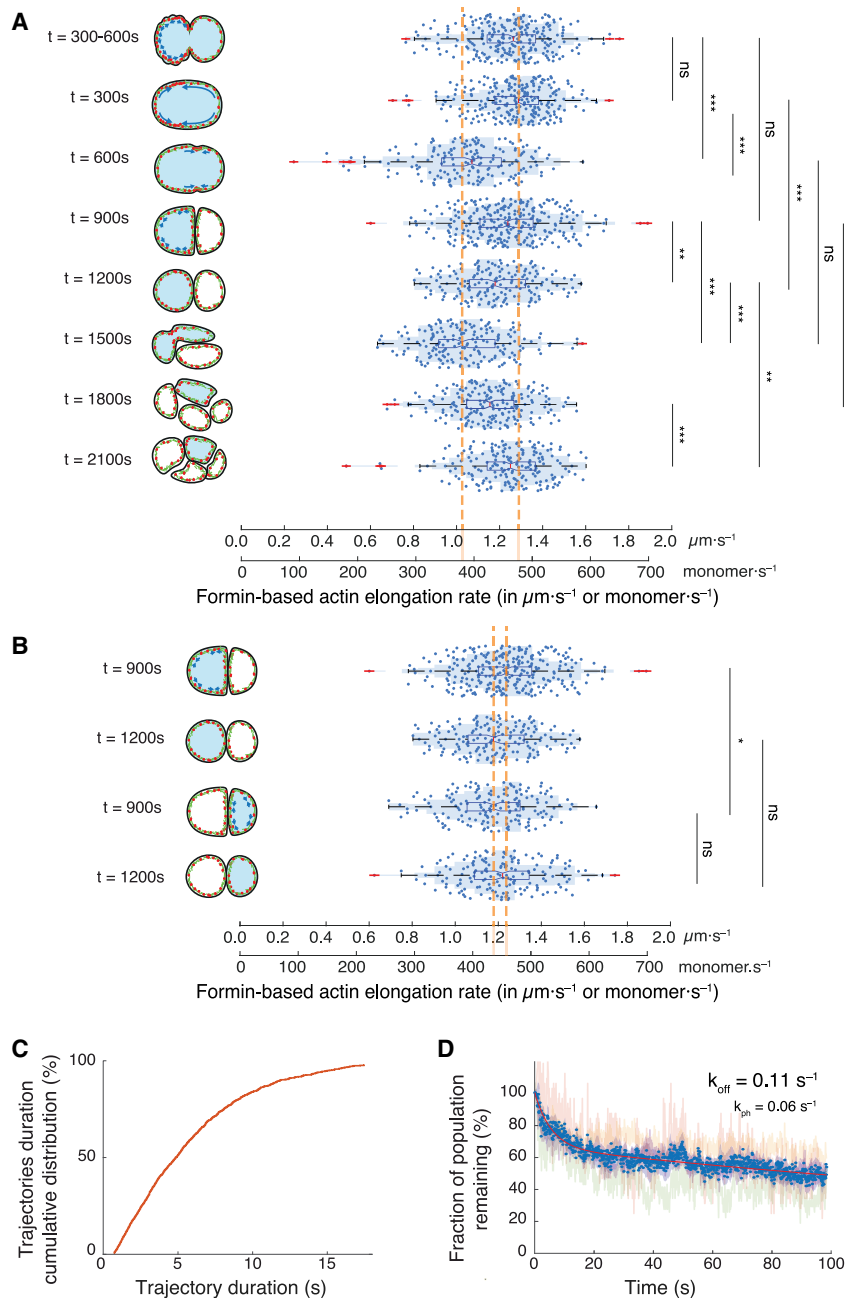 A
t = 300-600s
t = 300s
t = 600s
t = 900s
t = 1200s
t = 1500s
t = 1800s
t = 2100s
ns
***
***
ns
***
ns
**
***
***
**
***
0.0 0.2 0.4 0.6 0.8 1.0 1.2 1.4 1.6 1.8 2.0 µm·s⁻¹
0 100 200 300 400 500 600 700 monomer·s⁻¹
Formin-based actin elongation rate (in µm·s⁻¹ or monomer·s⁻¹)
B
t = 900s
t = 1200s
t = 900s
t = 1200s
*
ns
ns
0.0 0.2 0.4 0.6 0.8 1.0 1.2 1.4 1.6 1.8 2.0 µm·s⁻¹
0 100 200 300 400 500 600 700 monomer.s⁻¹
Formin-based actin elongation rate (in µm·s⁻¹ or monomer·s⁻¹)
C
Trajectories duration
cumulative distribution (%)
100
50
0
0 5 10 15
Trajectory duration (s)
D
Fraction of population
remaining (%)
100
80
60
40
20
0
0 20 40 60 80 100
Time (s)
k_off = 0.11 s⁻¹
k_ph = 0.06 s⁻¹